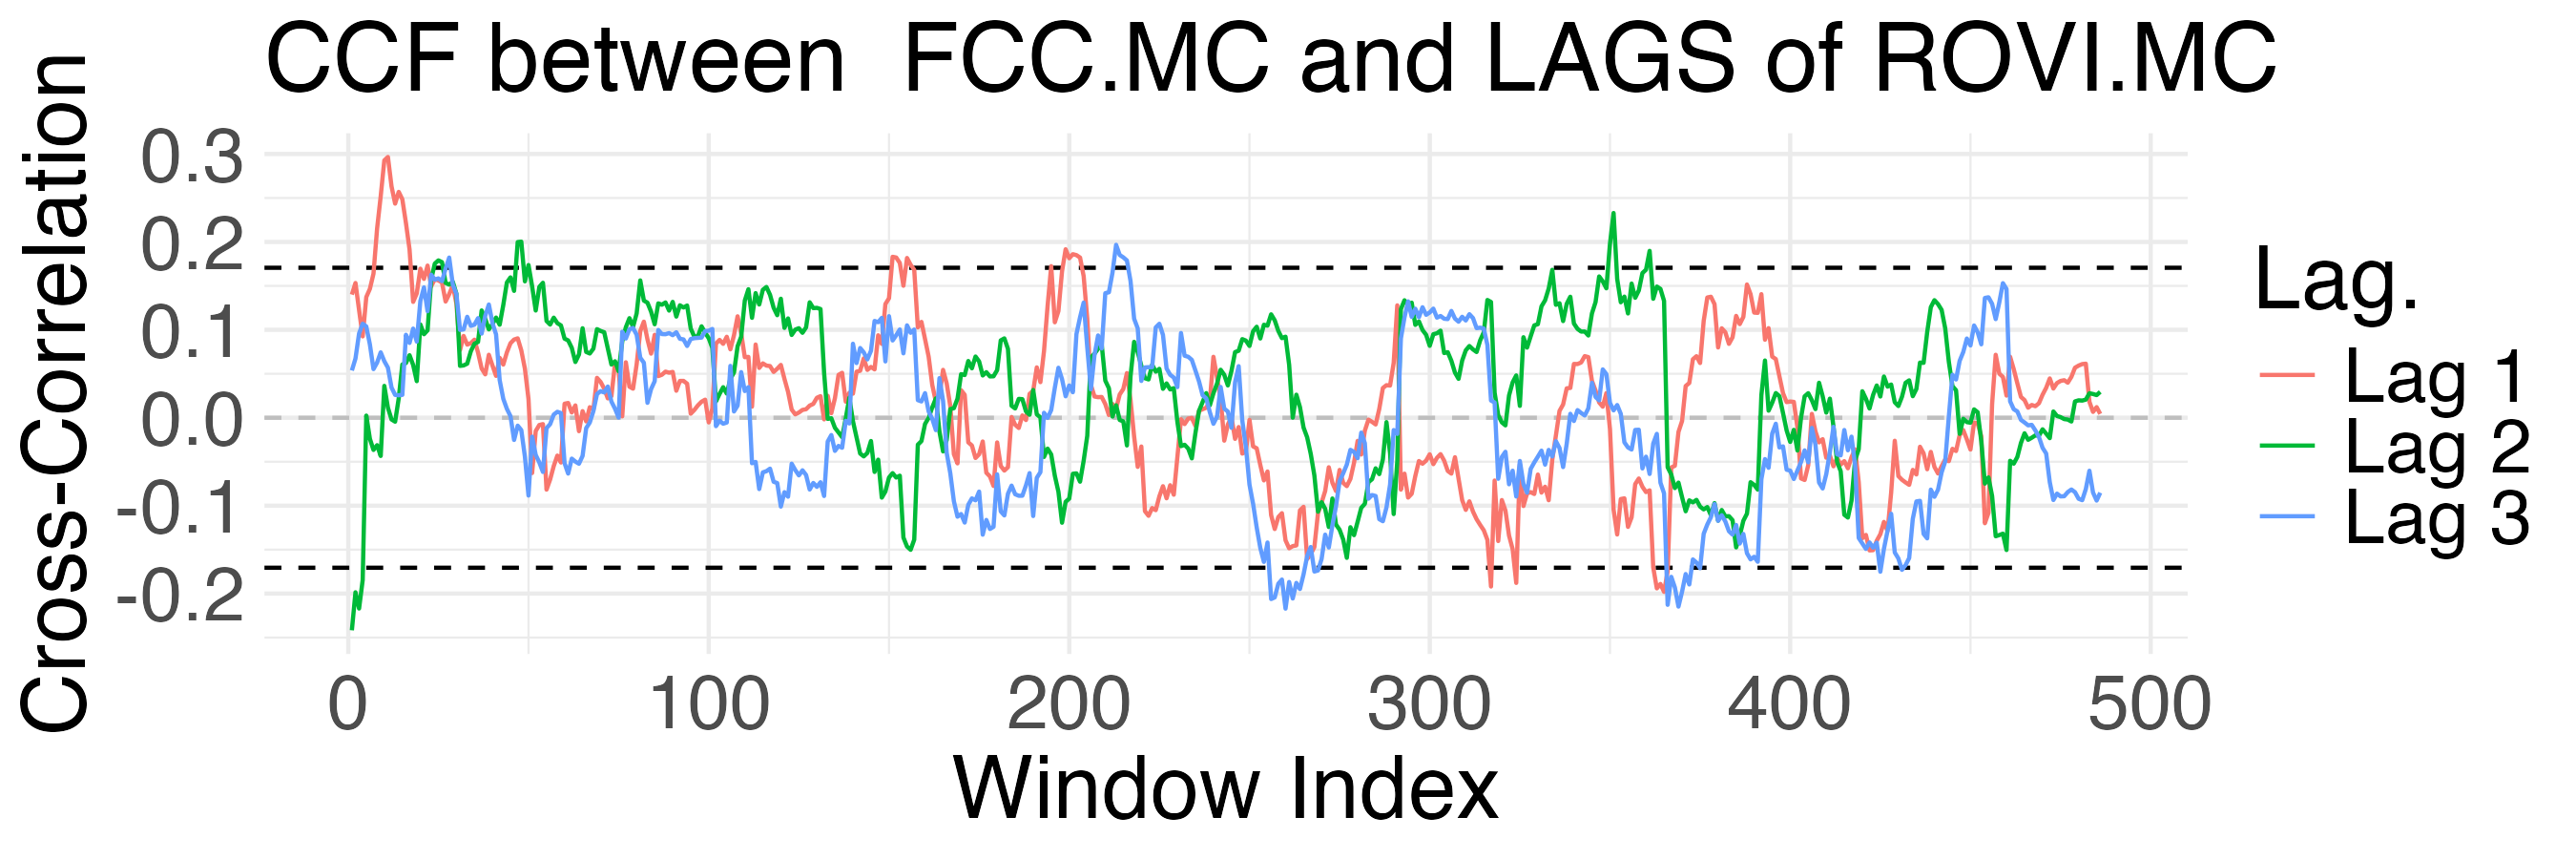 CCF between  FCC.MC and LAGS of ROVI.MC
Cross-Correlation
0.3
0.2
0.1
0.0
-0.1
-0.2
0 100 200 300 400 500
Window Index
Lag.
Lag 1
Lag 2
Lag 3